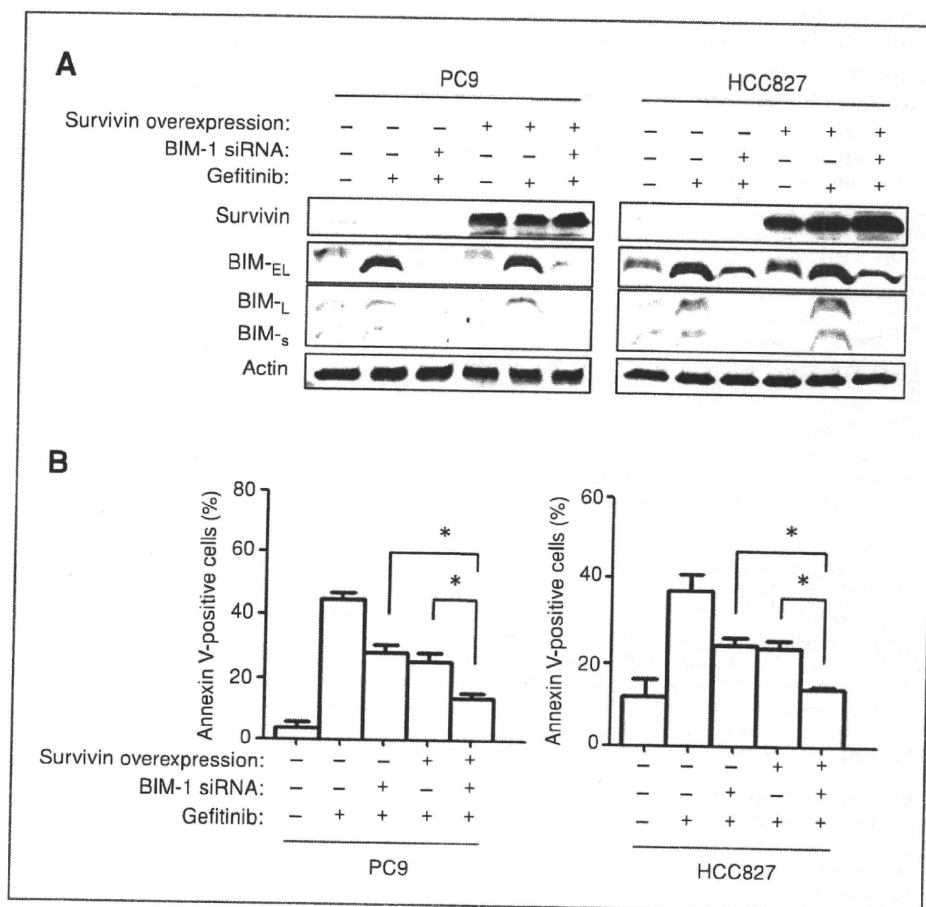 A
PC9 HCC827
Survivin overexpression: – – – + + + – – – + + +
BIM-1 siRNA: – – + – – + – – + – – +
Gefitinib: – + + – + + – + + – + +
Survivin
BIM-EL
BIM-L
BIM-s
Actin
B
80
60
40
20
0
Annexin V-positive cells (%)
*
*
60
40
20
0
Annexin V-positive cells (%)
*
*
Survivin overexpression: – – – + + – – – + +
BIM-1 siRNA: – – + – + – – + – +
Gefitinib: – + + + + – + + + +
PC9 HCC827